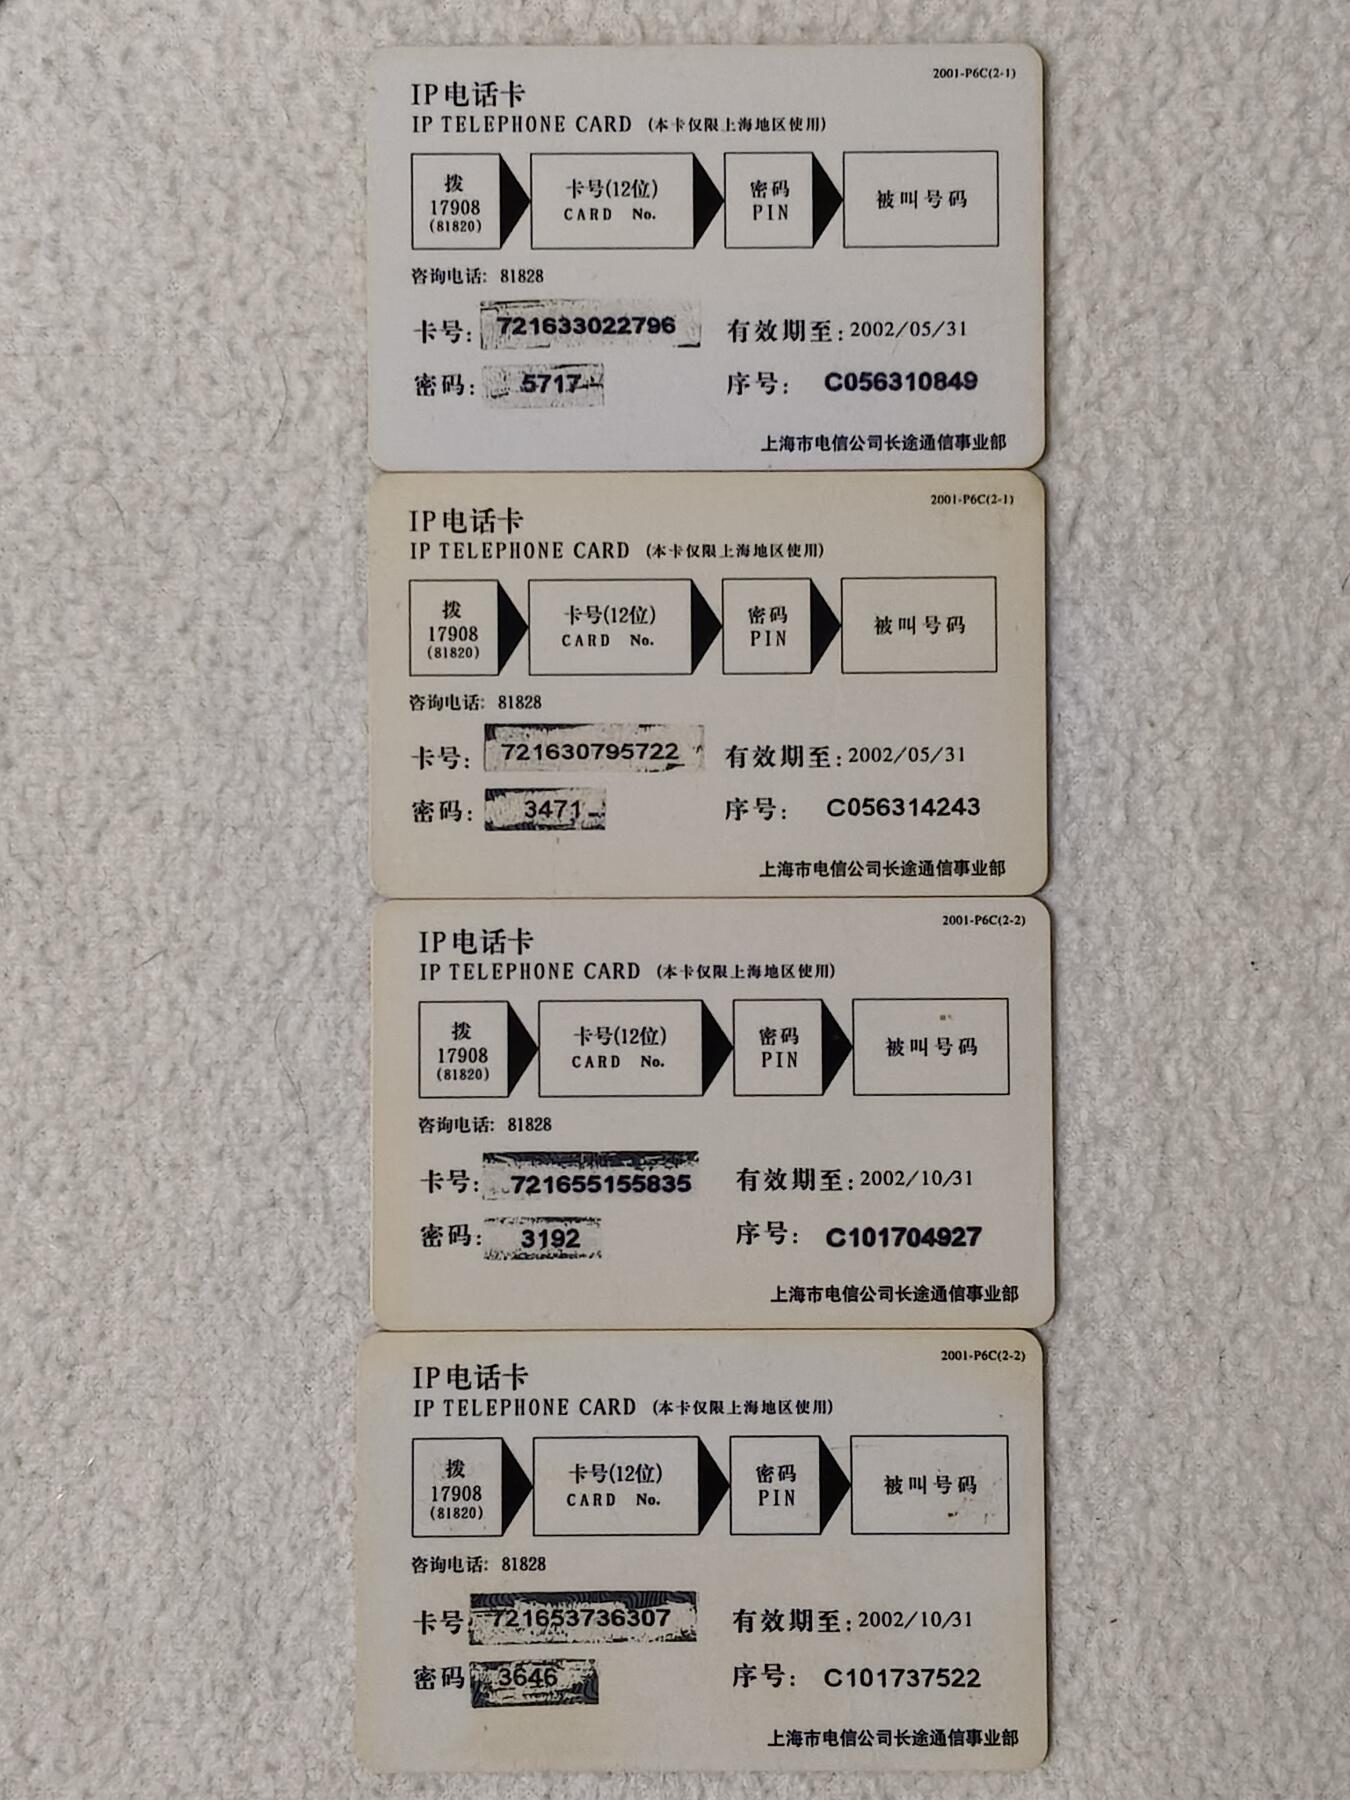 2001-P6C(2-1)
IP电话卡
IP TELEPHONE CARD (本卡仅限上海地区使用)
拨 17908 (81820)
卡号(12位) CARD No.
密码 PIN
被叫号码
咨询电话: 81828
卡号: 721633022796 有效期至: 2002/05/31
密码: 5717 序号: C056310849
上海市电信公司长途通信事业部
2001-P6C(2-1)
IP电话卡
IP TELEPHONE CARD (本卡仅限上海地区使用)
拨 17908 (81820)
卡号(12位) CARD No.
密码 PIN
被叫号码
咨询电话: 81828
卡号: 721630795722 有效期至: 2002/05/31
密码: 3471 序号: C056314243
上海市电信公司长途通信事业部
2001-P6C(2-2)
IP电话卡
IP TELEPHONE CARD (本卡仅限上海地区使用)
拨 17908 (81820)
卡号(12位) CARD No.
密码 PIN
被叫号码
咨询电话: 81828
卡号: 721655155835 有效期至: 2002/10/31
密码: 3192 序号: C101704927
上海市电信公司长途通信事业部
2001-P6C(2-2)
IP电话卡
IP TELEPHONE CARD (本卡仅限上海地区使用)
拨 17908 (81820)
卡号(12位) CARD No.
密码 PIN
被叫号码
咨询电话: 81828
卡号 721653736307 有效期至: 2002/10/31
密码 3646 序号: C101737522
上海市电信公司长途通信事业部